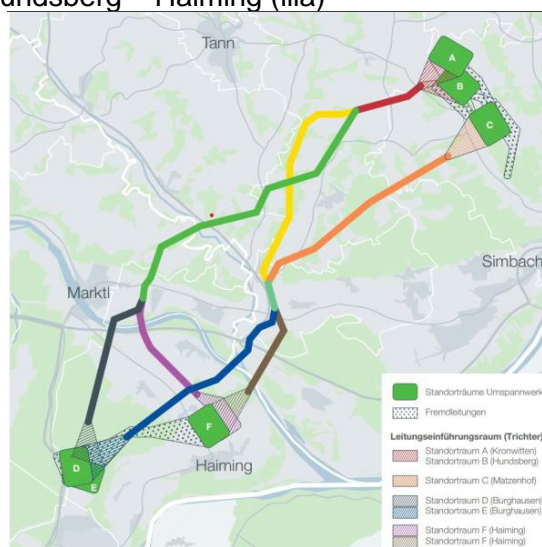 undsberg – Haiming (lila)
Tann
A
B
C
Simbach
Marktl
F
D
E
Haiming
Standorträume Umspannwerk
Fremdleitungen
Leitungseinführungsraum (Trichter)
Standortraum A (Kronwitten)
Standortraum B (Hundsberg)
Standortraum C (Matzenhof)
Standortraum D (Burghausen)
Standortraum E (Burghausen)
Standortraum F (Haiming)
Standortraum F (Haiming)